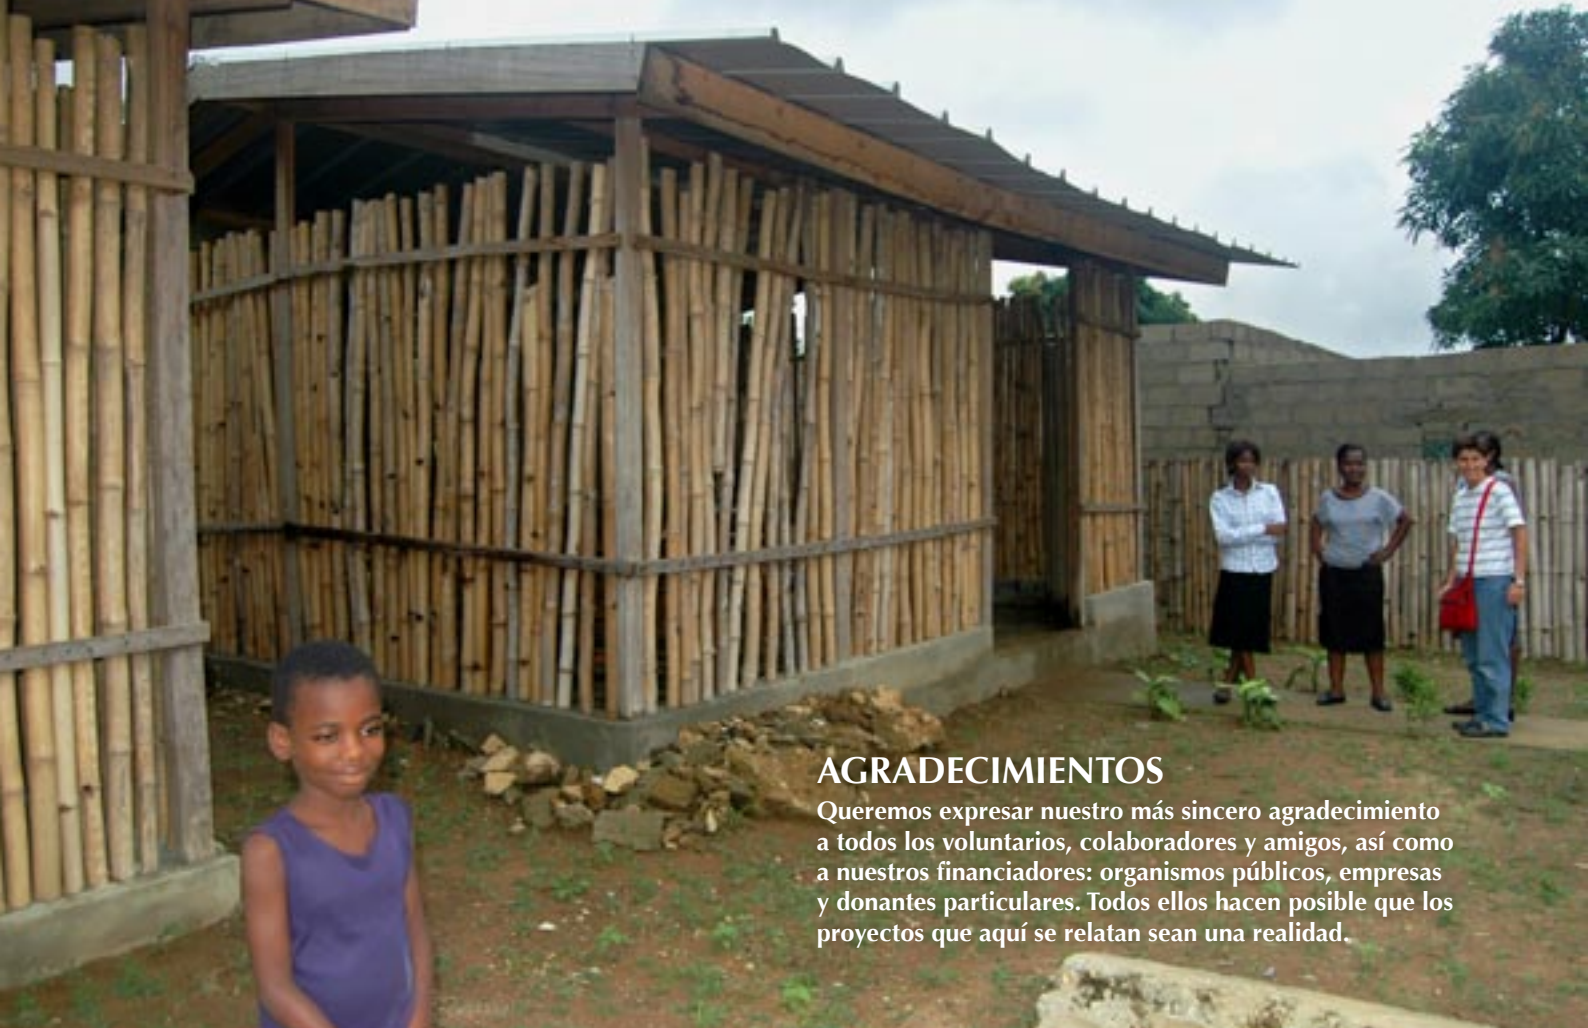 AGRADECIMIENTOS
Queremos expresar nuestro más sincero agradecimiento
a todos los voluntarios, colaboradores y amigos, así como
a nuestros financiadores: organismos públicos, empresas
y donantes particulares. Todos ellos hacen posible que los
proyectos que aquí se relatan sean una realidad.